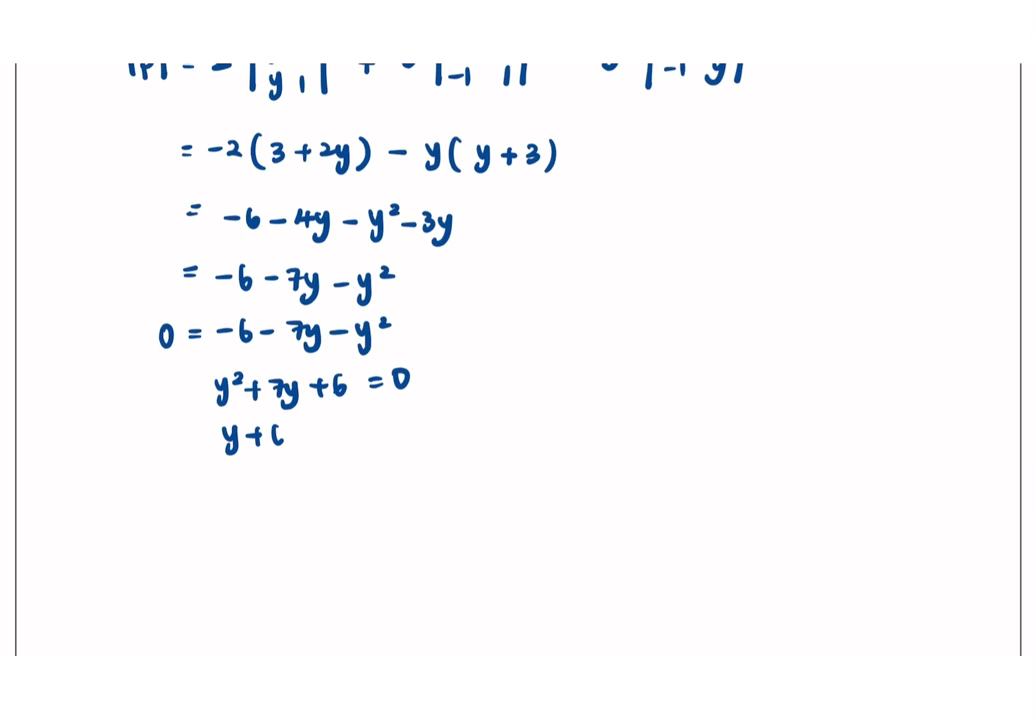 = -2(3+2y) - y(y+3)
= -6 - 4y - y² - 3y
= -6 - 7y - y²
0 = -6 - 7y - y²
y² + 7y + 6 = 0
y +